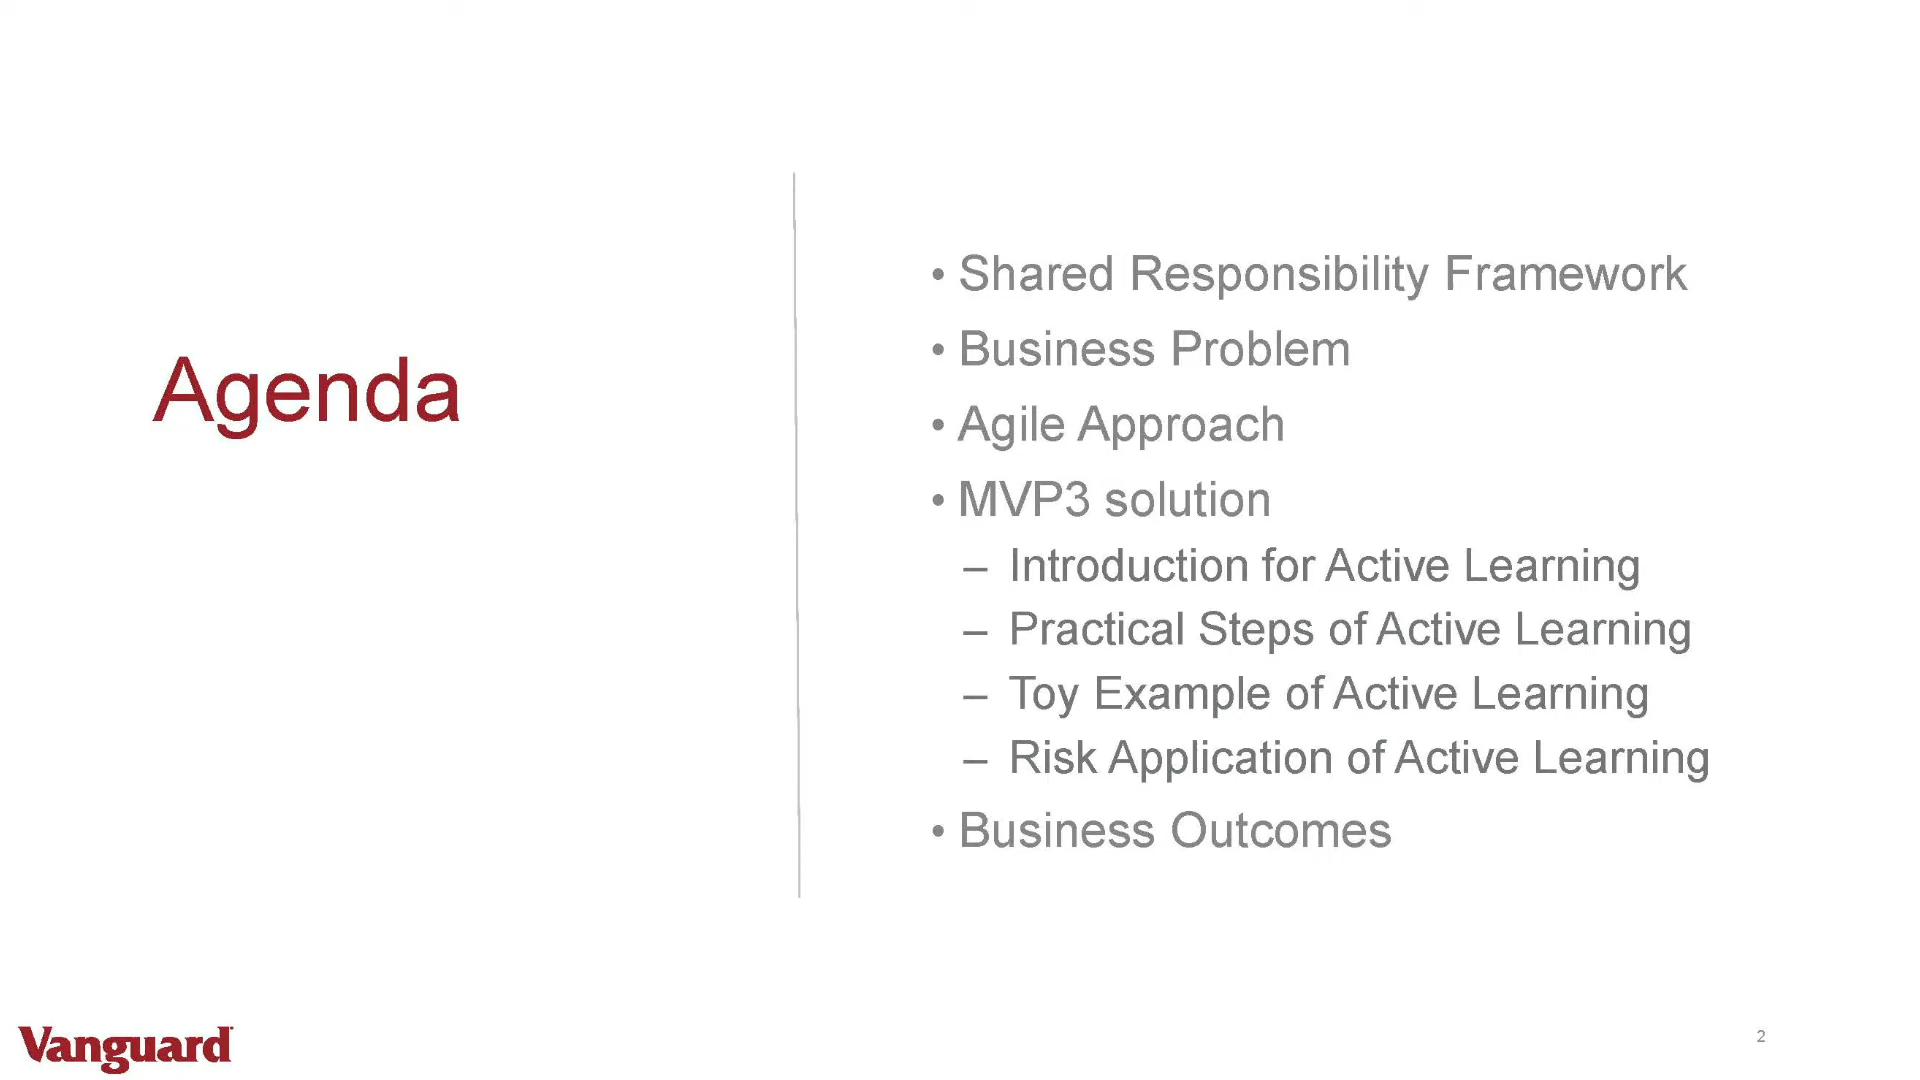 Agenda
• Shared Responsibility Framework
• Business Problem
• Agile Approach
• MVP3 solution
– Introduction for Active Learning
– Practical Steps of Active Learning
– Toy Example of Active Learning
– Risk Application of Active Learning
• Business Outcomes
Vanguard
2